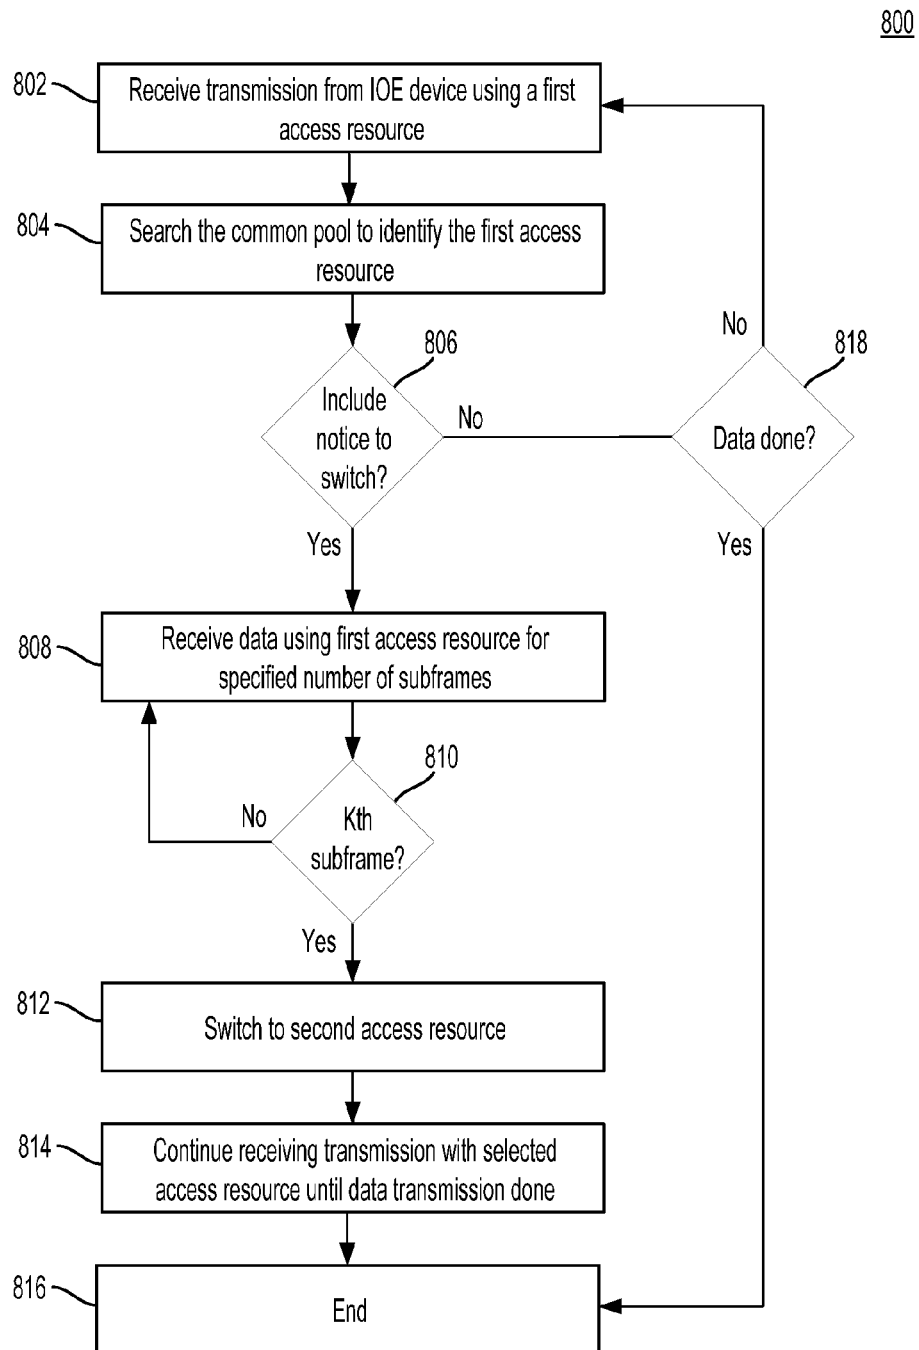 800
802
Receive transmission from IOE device using a first
access resource
804
Search the common pool to identify the first access
resource
806
Include
notice to
switch?
No
No
818
Data done?
Yes
Yes
808
Receive data using first access resource for
specified number of subframes
810
No
Kth
subframe?
Yes
812
Switch to second access resource
814
Continue receiving transmission with selected
access resource until data transmission done
816
End